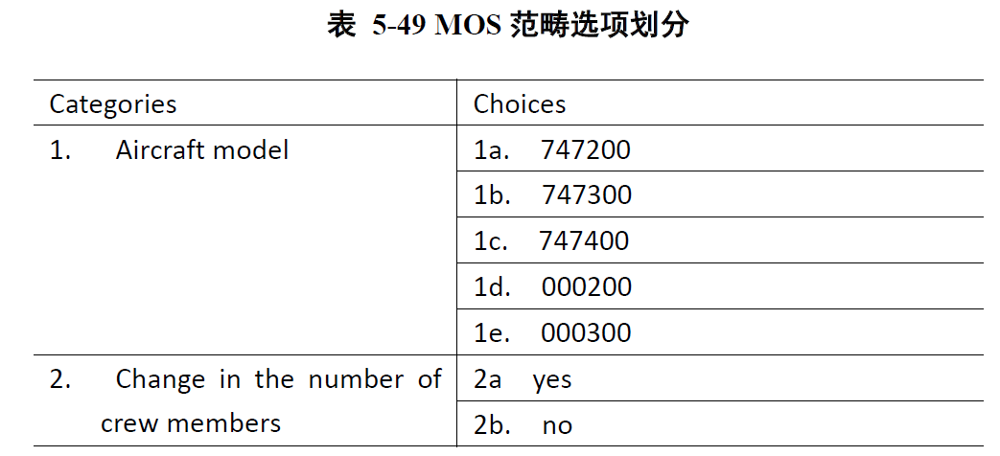 表 5-49 MOS 范畴选项划分
Categories Choices
1. Aircraft model 1a. 747200
1b. 747300
1c. 747400
1d. 000200
1e. 000300
2. Change in the number of 2a yes
crew members 2b. no